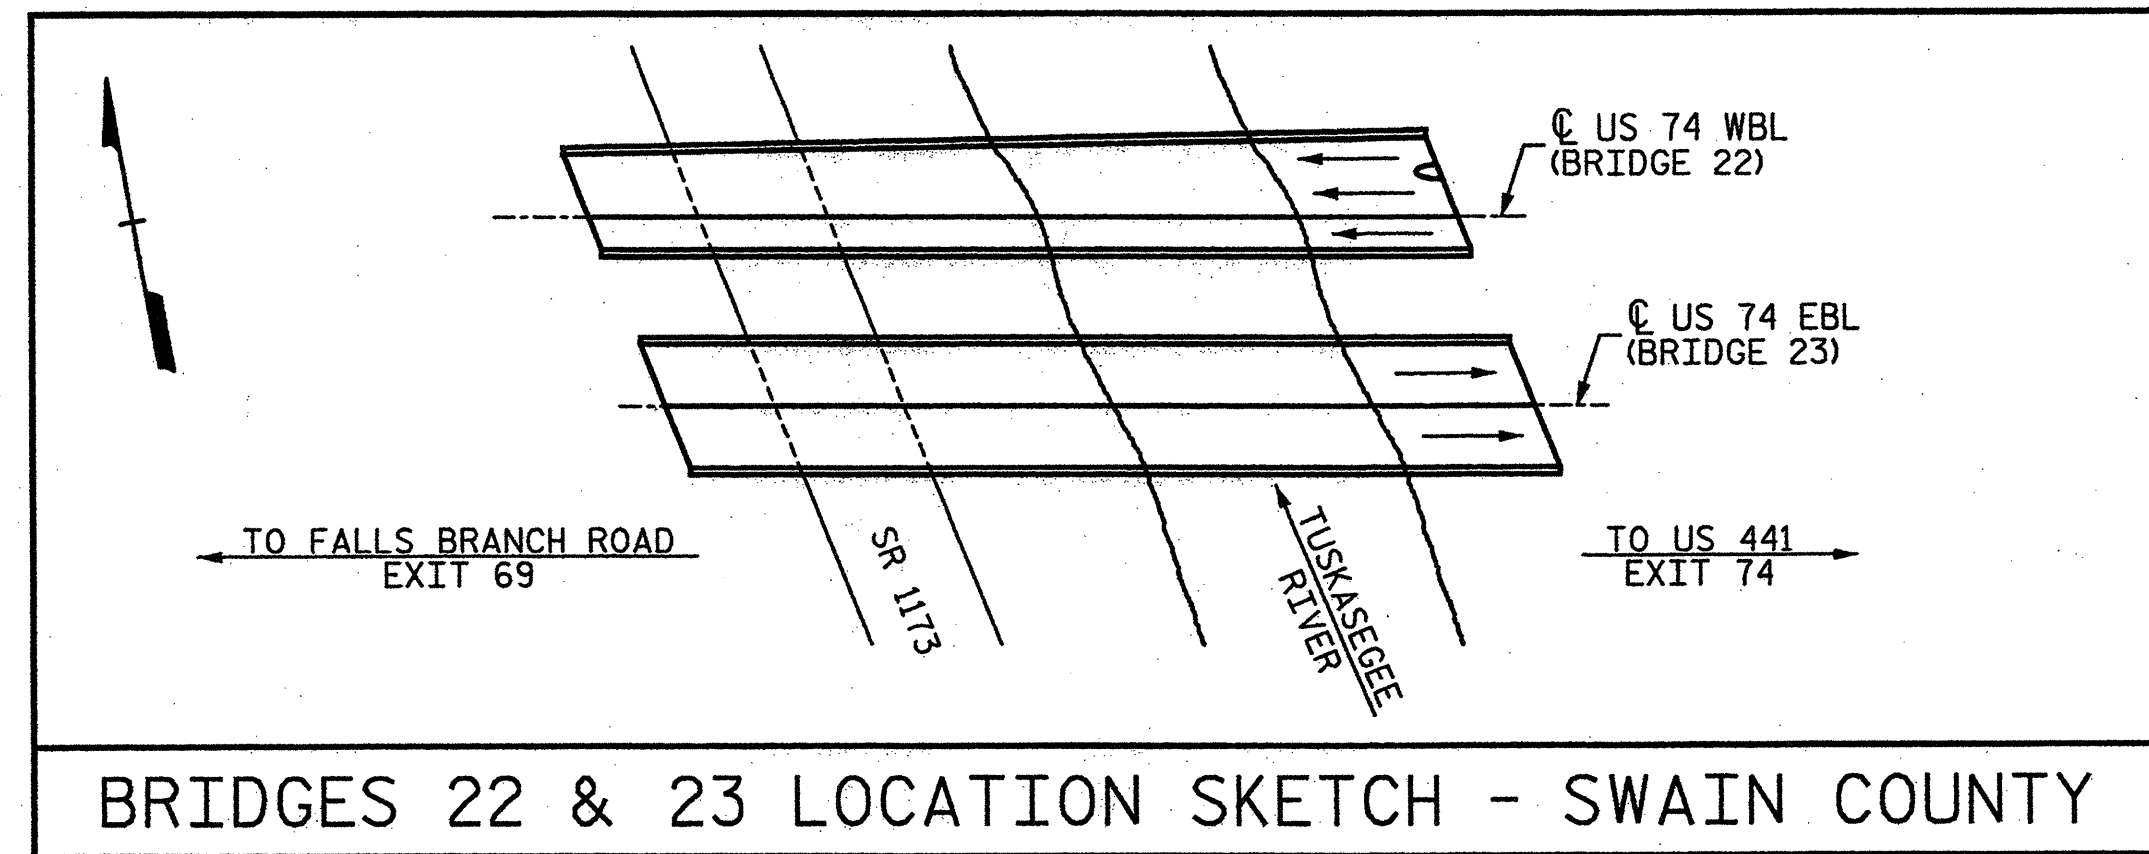 ℄ US 74 WBL
(BRIDGE 22)
℄ US 74 EBL
(BRIDGE 23)
TO FALLS BRANCH ROAD
EXIT 69
SR 1173
TUSKASEGEE
RIVER
TO US 441
EXIT 74
BRIDGES 22 & 23 LOCATION SKETCH - SWAIN COUNTY